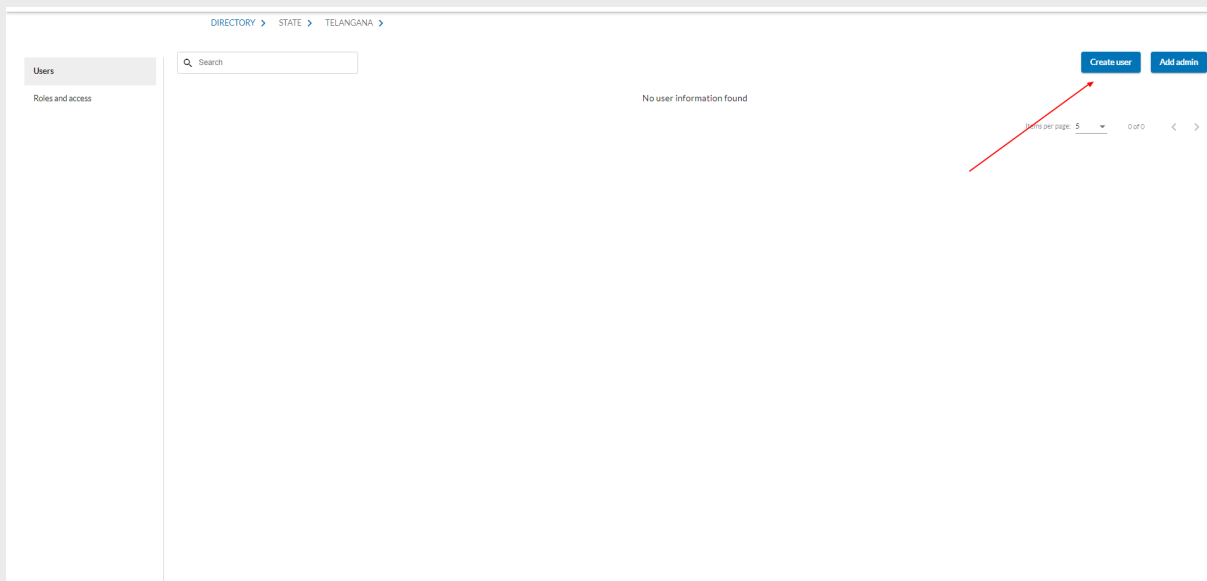 DIRECTORY STATE TELANGANA
Search
Create user Add admin
Users
Roles and access
No user information found
Items per page: 5 0 of 0